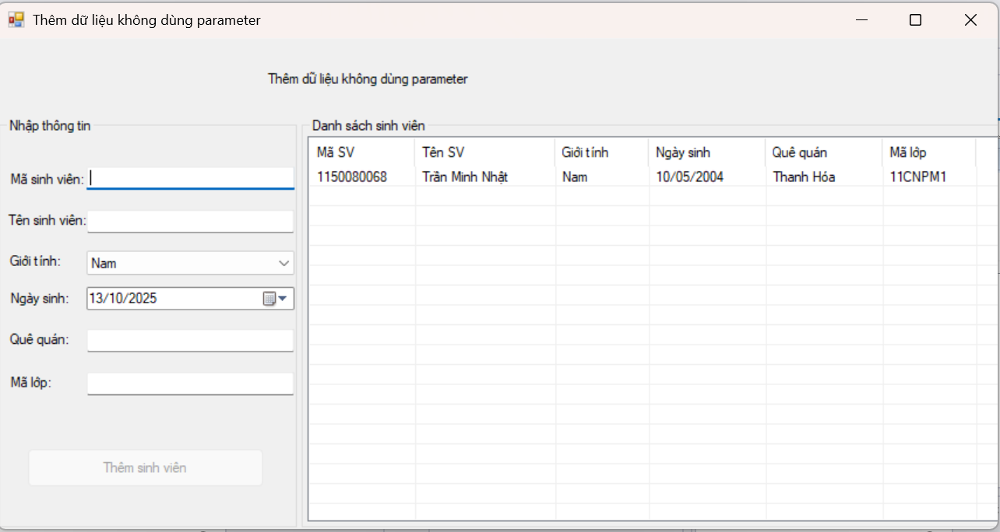 Thêm dữ liệu không dùng parameter
Thêm dữ liệu không dùng parameter
Nhập thông tin
Mã sinh viên:
Tên sinh viên:
Giới tính:
Nam
Ngày sinh:
13/10/2025
Quê quán:
Mã lớp:
Thêm sinh viên
Danh sách sinh viên
Mã SV Tên SV Giới tính Ngày sinh Quê quán Mã lớp
1150080068 Trần Minh Nhật Nam 10/05/2004 Thanh Hóa 11CNPM1